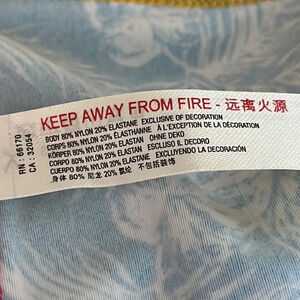 KEEP AWAY FROM FIRE - 远离火源
BODY 80% NYLON 20% ELASTANE EXCLUSIVE OF DECORATION
CORPS 80% NYLON 20% ÉLASTHANNE À L'EXCEPTION DE LA DÉCORATION
KÖRPER 80% NYLON 20% ELASTAN OHNE DEKO
CORPO 80% NYLON 20% ELASTAN ESCLUSO IL DECORO
CUERPO 80% NYLON 20% ELASTANO EXCLUYENDO LA DECORACIÓN
身体 80% 尼龙 20% 氨纶 不包括装饰
RN : 66170
CA : 32054